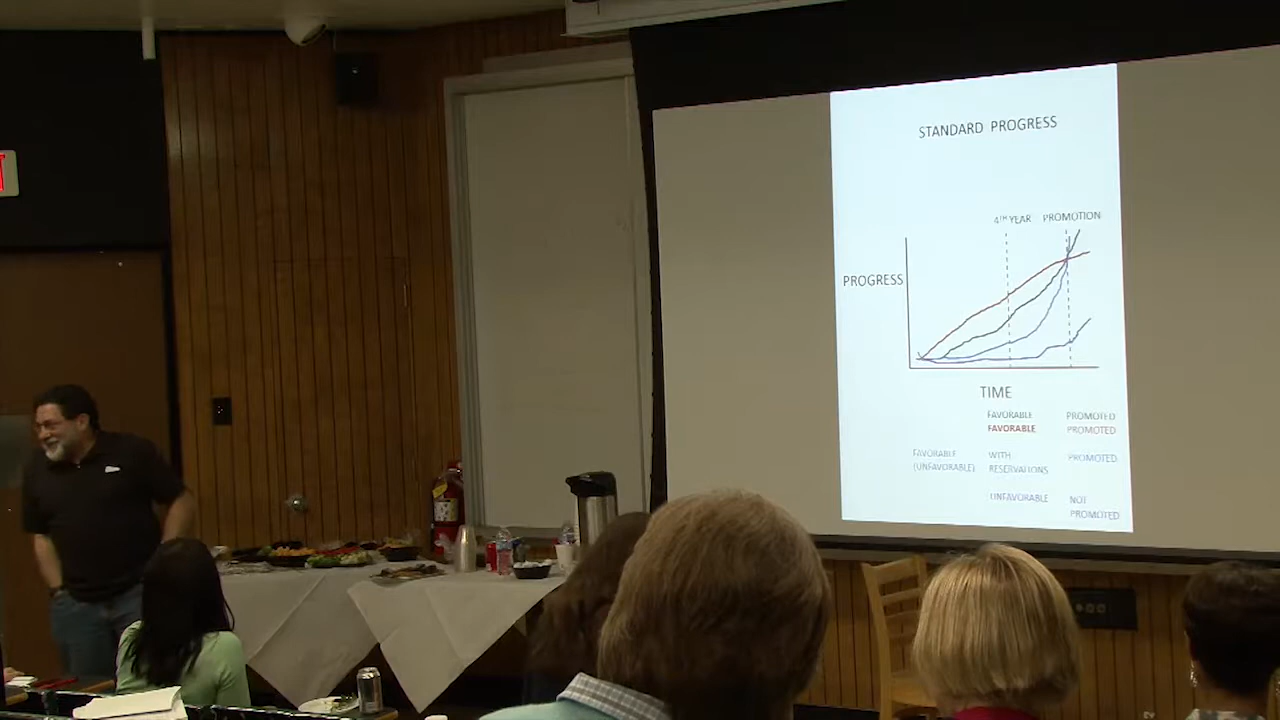 STANDARD PROGRESS
4TH YEAR PROMOTION
PROGRESS
TIME
FAVORABLE PROMOTED
FAVORABLE PROMOTED
FAVORABLE WITH PROMOTED
(UNFAVORABLE) RESERVATIONS
UNFAVORABLE NOT
PROMOTED